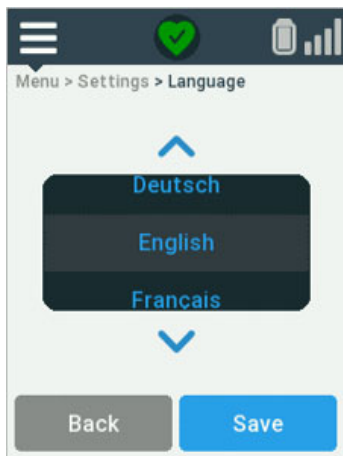 Menu > Settings > Language
Deutsch
English
Français
Back
Save